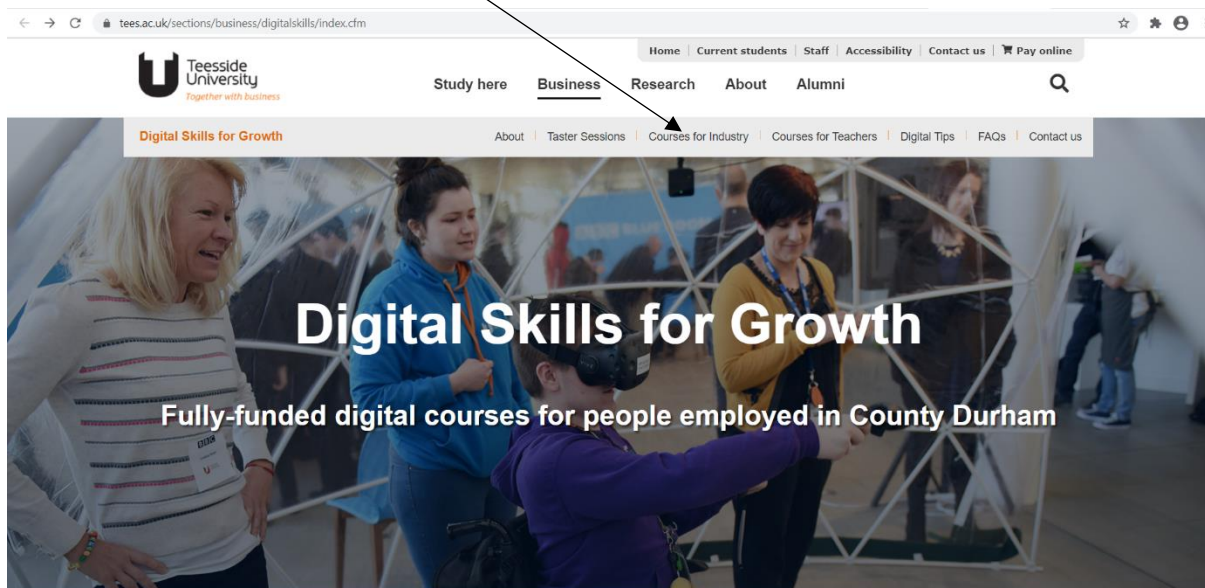 tees.ac.uk/sections/business/digitalskills/index.cfm
Home | Current students | Staff | Accessibility | Contact us | Pay online
Teesside
University
Together with business
Study here Business Research About Alumni
Digital Skills for Growth
About | Taster Sessions | Courses for Industry | Courses for Teachers | Digital Tips | FAQs | Contact us
Digital Skills for Growth
Fully-funded digital courses for people employed in County Durham
BBC